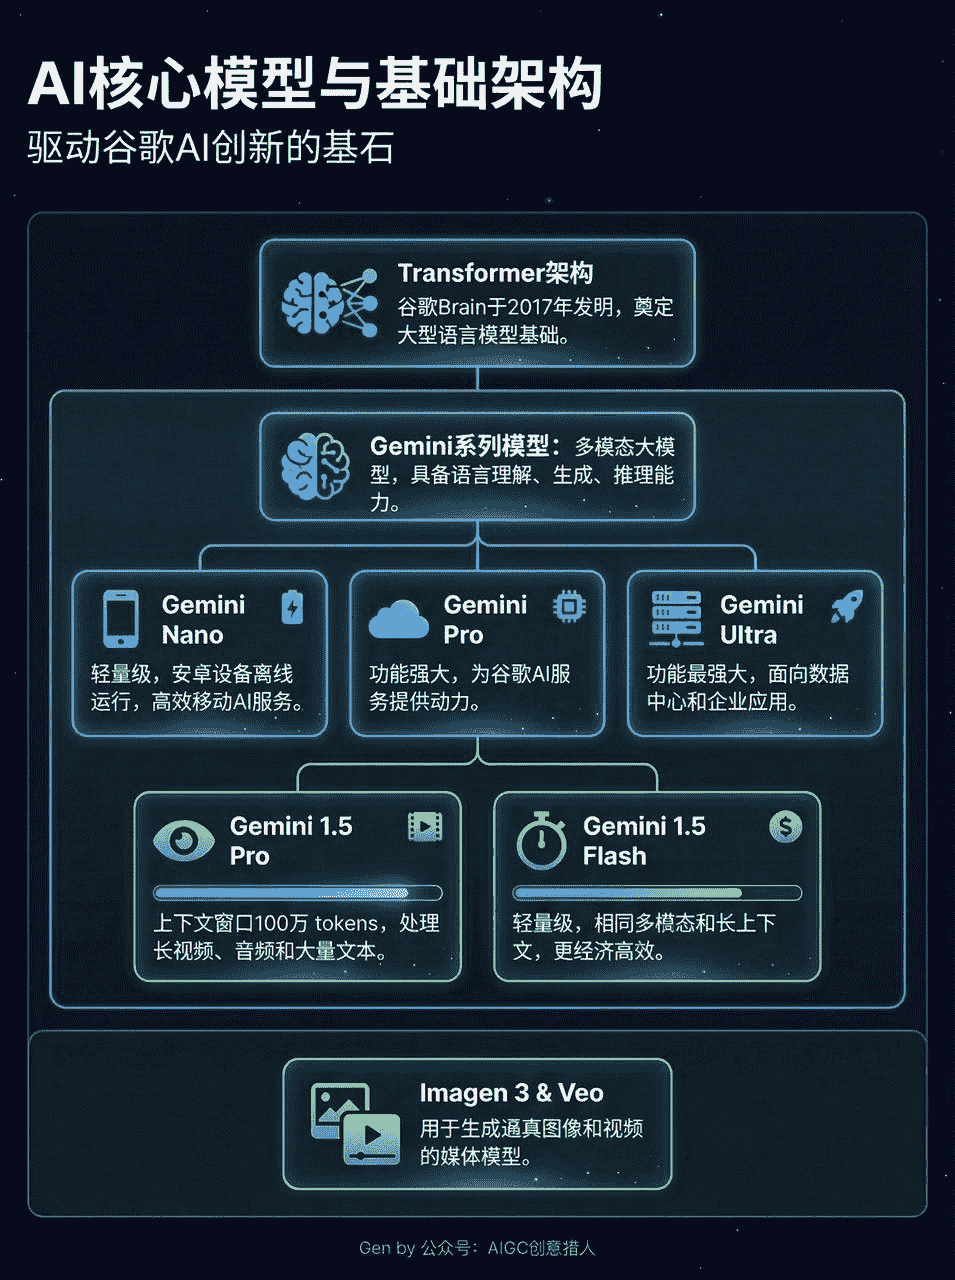 AI核心模型与基础架构
驱动谷歌AI创新的基石
Transformer架构
谷歌Brain于2017年发明，奠定
大型语言模型基础。
Gemini系列模型：多模态大模
型，具备语言理解、生成、推理能
力。
Gemini
Nano
轻量级，安卓设备离线
运行，高效移动AI服务。
Gemini
Pro
功能强大，为谷歌AI服
务提供动力。
Gemini
Ultra
功能最强大，面向数据
中心和企业应用。
Gemini 1.5
Pro
上下文窗口100万 tokens，处理
长视频、音频和大量文本。
Gemini 1.5
Flash
轻量级，相同多模态和长上下
文，更经济高效。
Imagen 3 & Veo
用于生成逼真图像和视频
的媒体模型。
Gen by 公众号：AIGC创意猎人